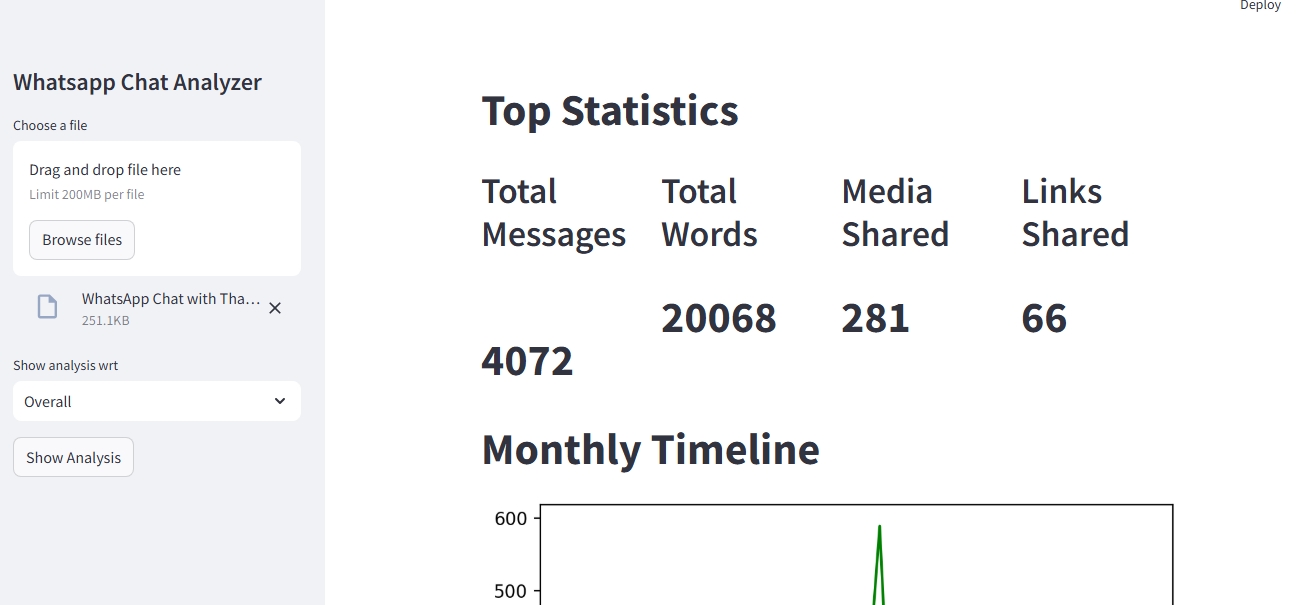 Deploy
Whatsapp Chat Analyzer
Choose a file
Drag and drop file here
Limit 200MB per file
Browse files
WhatsApp Chat with Tha…
251.1KB
Show analysis wrt
Overall
Show Analysis
Top Statistics
Total Messages
4072
Total Words
20068
Media Shared
281
Links Shared
66
Monthly Timeline
600
500